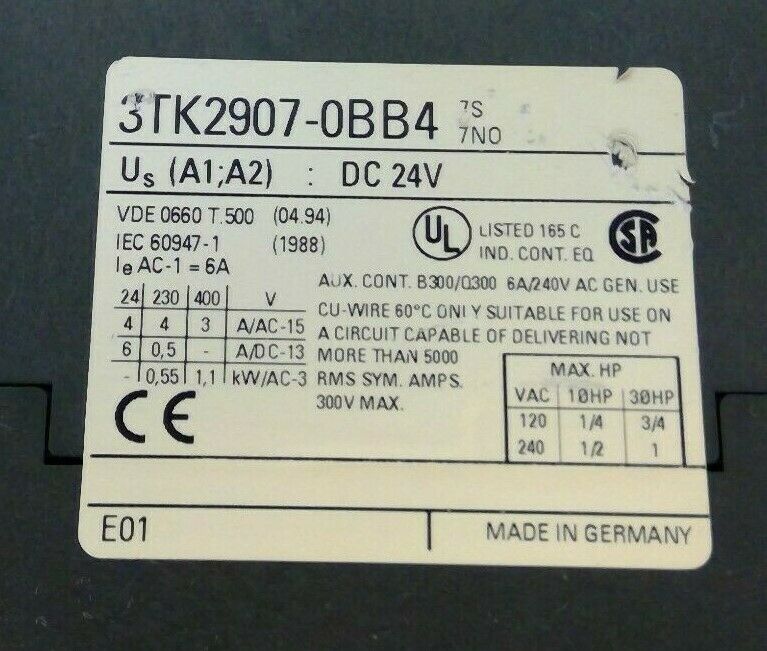 3TK2907-0BB4 7S
7NO
Us (A1;A2) : DC 24V
VDE 0660 T.500 (04.94)
IEC 60947-1 (1988)
Ie AC-1 = 6A
24 230 400 V
4 4 3 A/AC-15
6 0,5 - A/DC-13
- 0,55 1,1 kW/AC-3
CE
UL
LISTED 165 C
IND. CONT. EQ
SA
AUX. CONT. B300/Q300 6A/240V AC GEN. USE
CU-WIRE 60°C ONLY SUITABLE FOR USE ON
A CIRCUIT CAPABLE OF DELIVERING NOT
MORE THAN 5000
RMS SYM. AMPS.
300V MAX.
MAX. HP
VAC 10HP 30HP
120 1/4 3/4
240 1/2 1
E01
MADE IN GERMANY